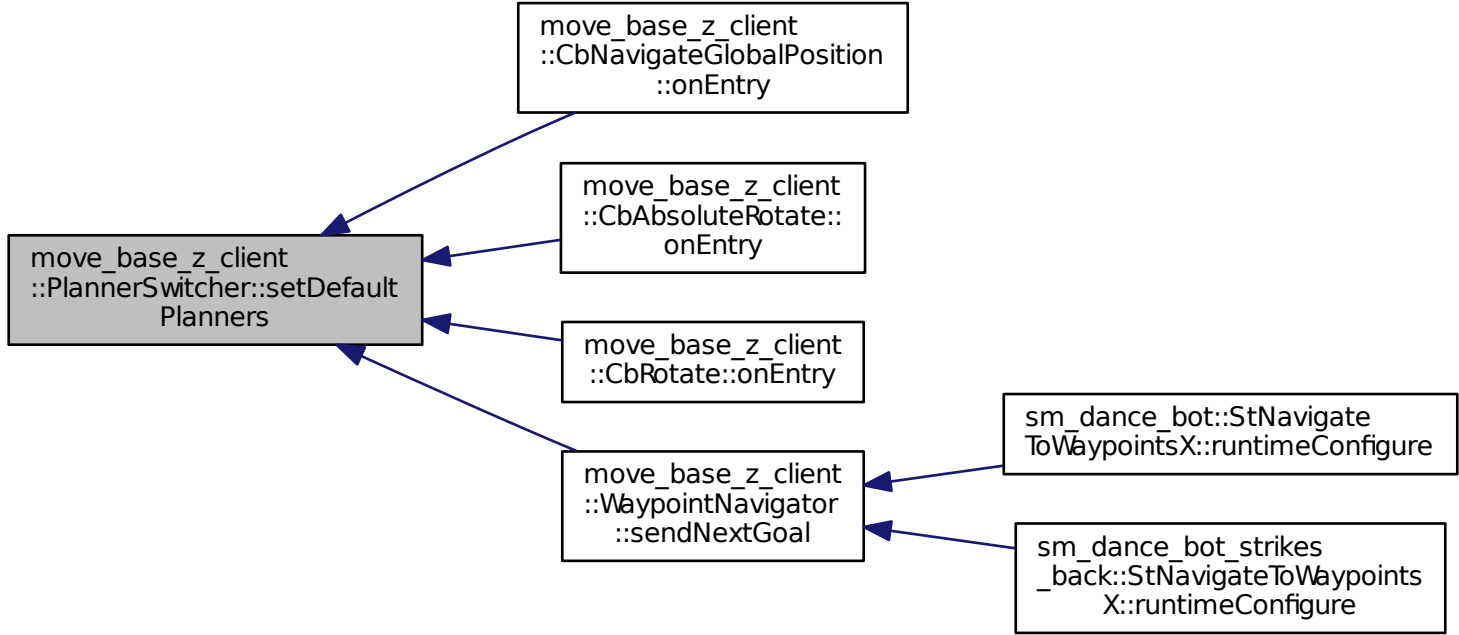 move_base_z_client
::CbNavigateGlobalPosition
::onEntry
move_base_z_client
::CbAbsoluteRotate::
onEntry
move_base_z_client
::PlannerSwitcher::setDefault
Planners
move_base_z_client
::CbRotate::onEntry
move_base_z_client
::WaypointNavigator
::sendNextGoal
sm_dance_bot::StNavigate
ToWaypointsX::runtimeConfigure
sm_dance_bot_strikes
_back::StNavigateToWaypoints
X::runtimeConfigure